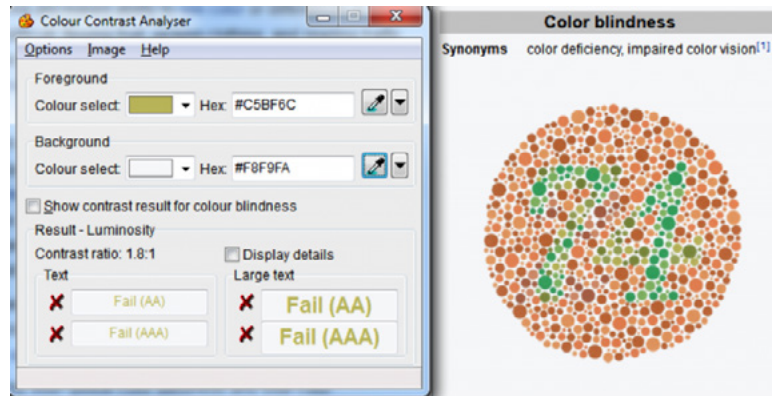 Colour Contrast Analyser
Options Image Help
Foreground
Colour select: Hex: #C5BF6C
Background
Colour select: Hex: #F8F9FA
Show contrast result for colour blindness
Result - Luminosity
Contrast ratio: 1.8:1 Display details
Text Large text
Fail (AA) Fail (AA)
Fail (AAA) Fail (AAA)
Color blindness
Synonyms color deficiency, impaired color vision[1]
74